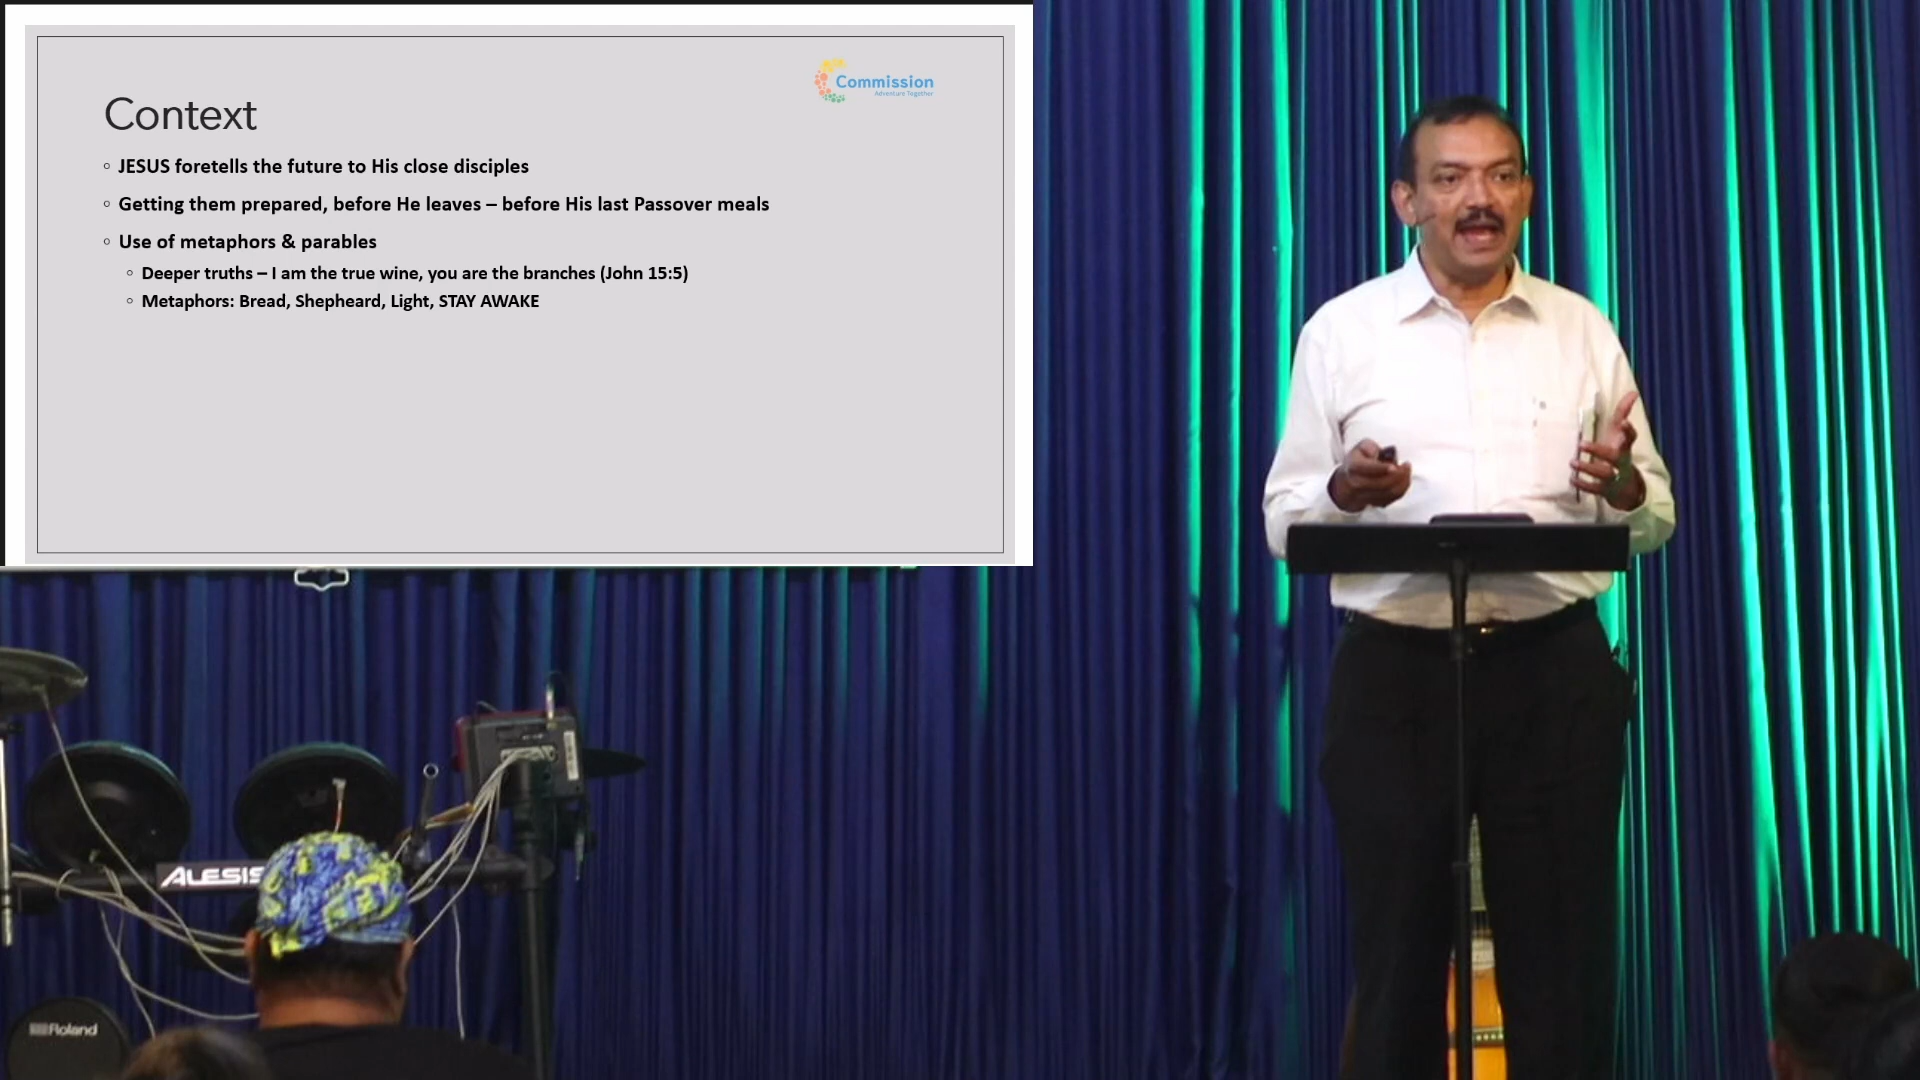 Commission
Adventure Together
Context
JESUS foretells the future to His close disciples
Getting them prepared, before He leaves – before His last Passover meals
Use of metaphors & parables
Deeper truths – I am the true wine, you are the branches (John 15:5)
Metaphors: Bread, Shepheard, Light, STAY AWAKE
ALESIS
Roland